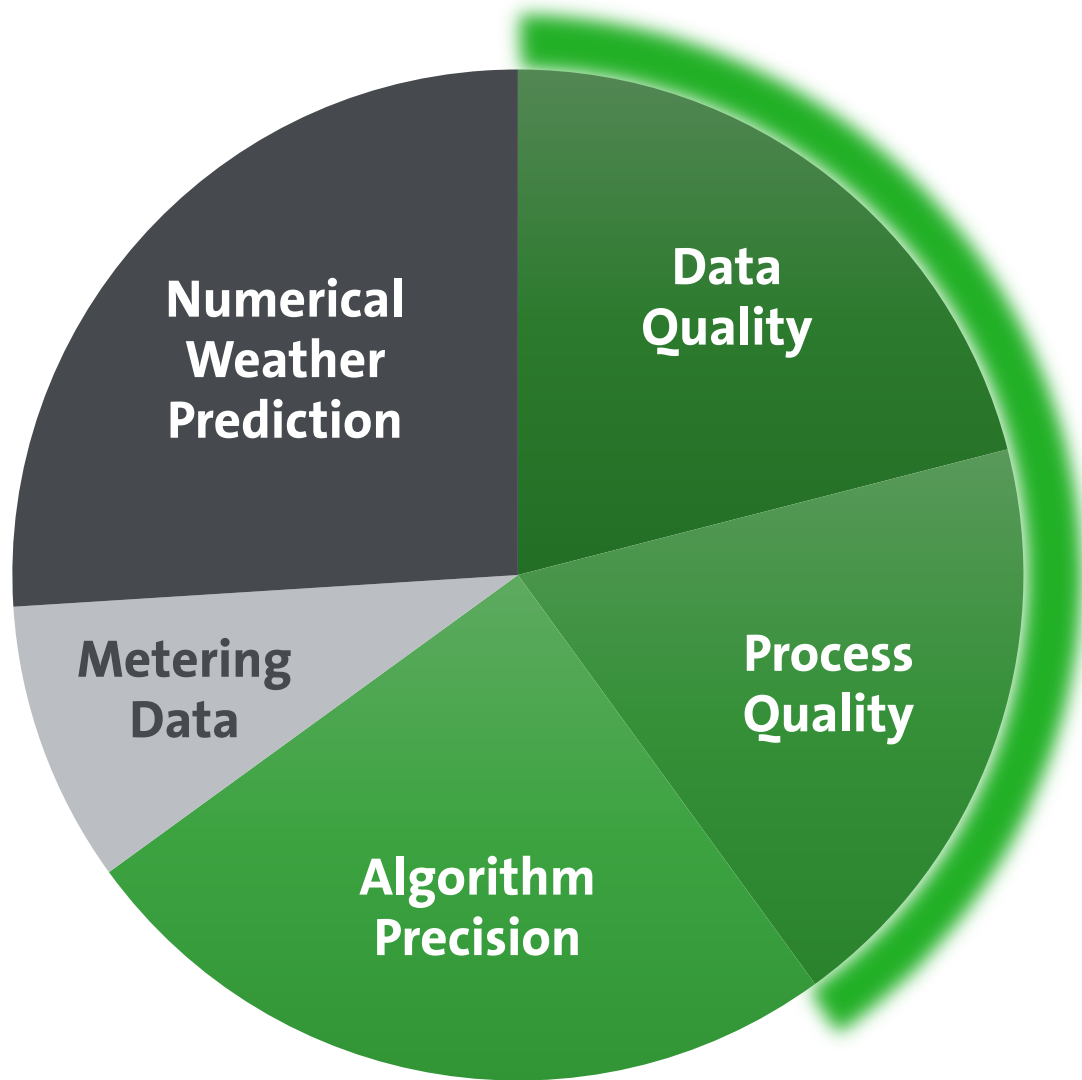 Data
Quality
Numerical
Weather
Prediction
Process
Quality
Metering
Data
Algorithm
Precision